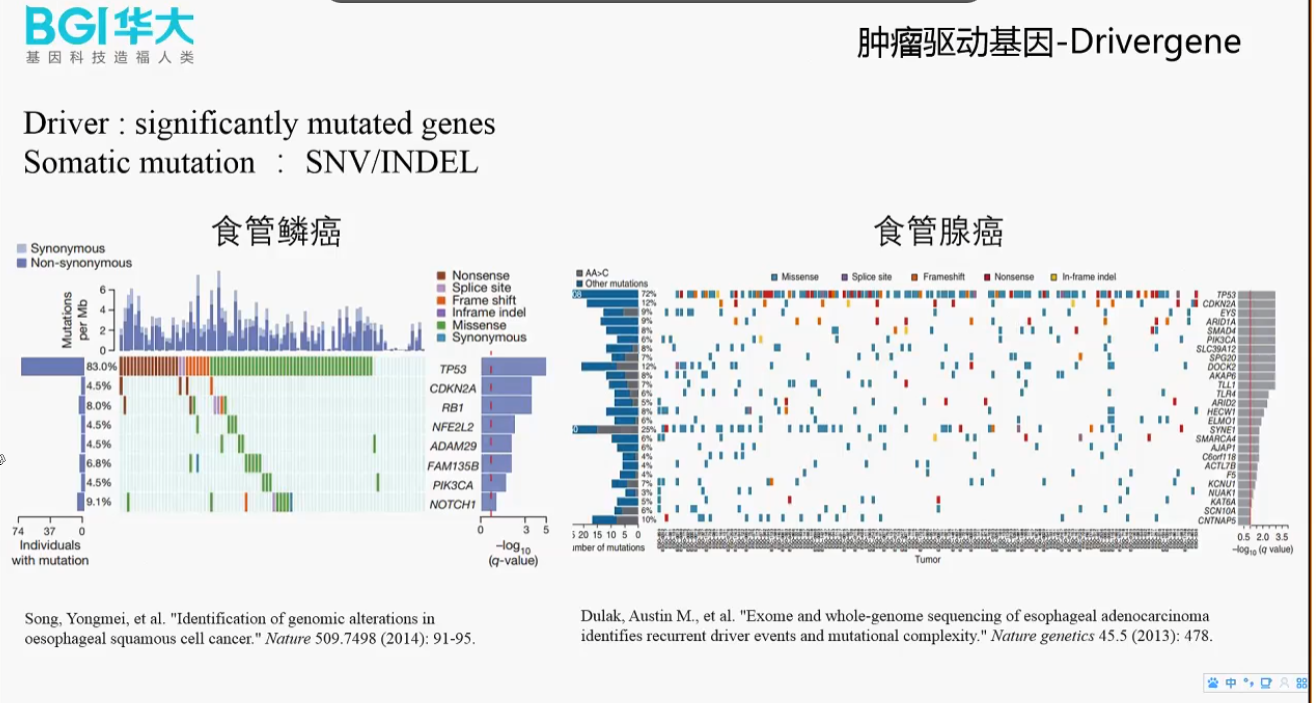 BGI华大
基因科技造福人类
肿瘤驱动基因-Drivergene
Driver : significantly mutated genes
Somatic mutation ： SNV/INDEL
食管鳞癌
Synonymous
Non-synonymous
Mutations
per Mb
6
4
2
0
Nonsense
Splice site
Frame shift
Inframe indel
Missense
Synonymous
83.0%
TP53
4.5%
CDKN2A
8.0%
RB1
4.5%
NFE2L2
4.5%
ADAM29
6.8%
FAM135B
4.5%
PIK3CA
9.1%
NOTCH1
74 37 0
Individuals
with mutation
0 3 5
–log10
(q-value)
食管腺癌
AA>C
Other mutations
Missense
Splice site
Frameshift
Nonsense
In-frame indel
72% TP53
12% CDKN2A
9% EYS
9% ARID1A
8% SMAD4
6% PIK3CA
8% SLC39A12
7% SPG20
12% DOCK2
8% AKAP6
7% TLL1
6% TLR4
5% ARID2
8% HECW1
6% ELMO1
25% SYNE1
6% SMARCA4
6% AJAP1
4% C6orf118
4% ACTL7B
4% F5
7% KCNU1
3% NUAK1
5% KAT6A
6% SCN10A
10% CNTNAP5
5 20 15 10 5 0
umber of mutations
Tumor
0.5 2.0 3.5
–log10 (q value)
Song, Yongmei, et al. "Identification of genomic alterations in
oesophageal squamous cell cancer." Nature 509.7498 (2014): 91-95.
Dulak, Austin M., et al. "Exome and whole-genome sequencing of esophageal adenocarcinoma
identifies recurrent driver events and mutational complexity." Nature genetics 45.5 (2013): 478.
中